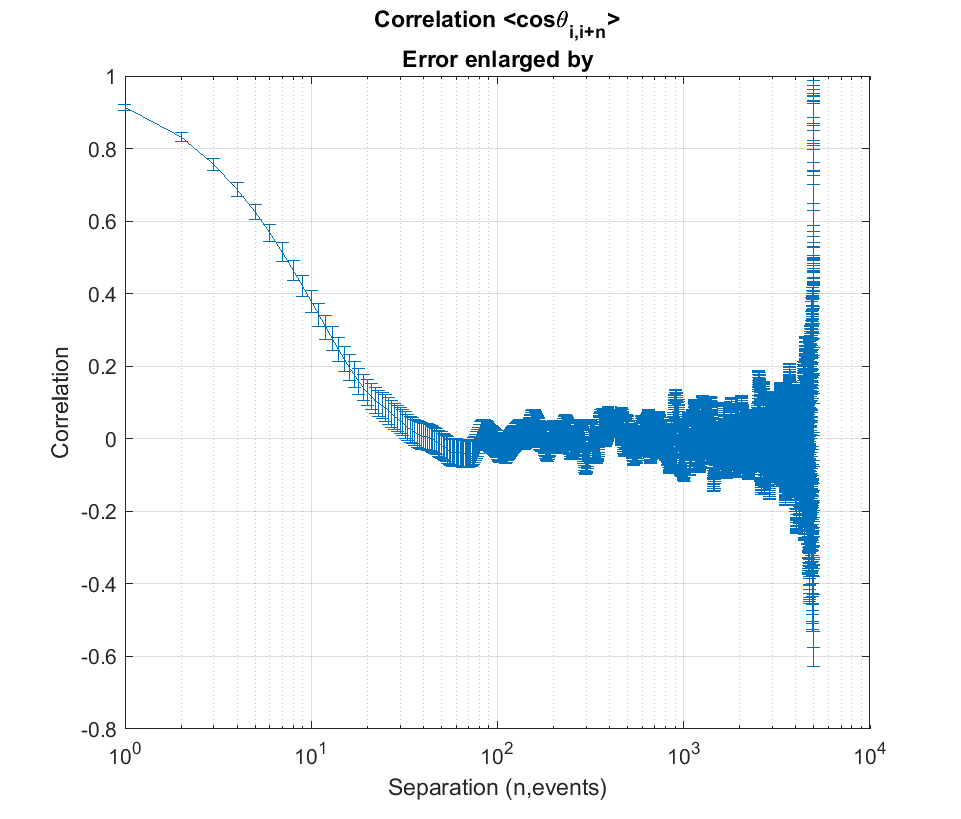 Correlation <cosθi,i+n>
Error enlarged by
1
0.8
0.6
0.4
0.2
0
-0.2
-0.4
-0.6
-0.8
Correlation
10^0 10^1 10^2 10^3 10^4
Separation (n,events)